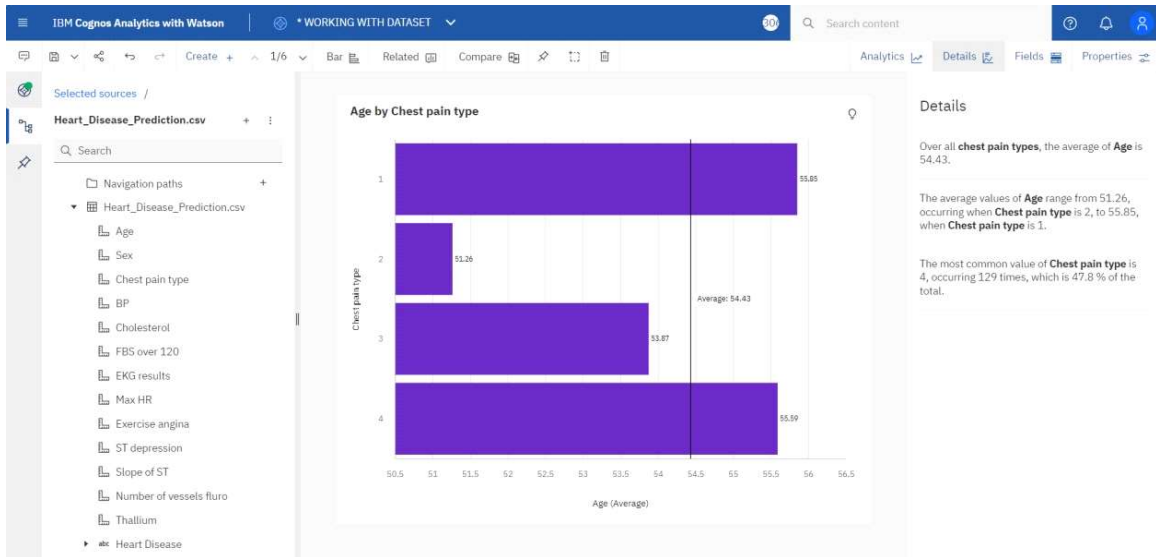 IBM Cognos Analytics with Watson
* WORKING WITH DATASET
Search content
Create +
1/6
Bar
Related
Compare
Analytics
Details
Fields
Properties
Selected sources /
Heart_Disease_Prediction.csv
Search
Navigation paths
Heart_Disease_Prediction.csv
Age
Sex
Chest pain type
BP
Cholesterol
FBS over 120
EKG results
Max HR
Exercise angina
ST depression
Slope of ST
Number of vessels fluro
Thallium
abc Heart Disease
Age by Chest pain type
Chest pain type
1
55.85
2
51.26
Average: 54.43
3
53.87
4
55.59
50.5 51 51.5 52 52.5 53 53.5 54 54.5 55 55.5 56 56.5
Age (Average)
Details
Over all chest pain types, the average of Age is
54.43.
The average values of Age range from 51.26,
occurring when Chest pain type is 2, to 55.85,
when Chest pain type is 1.
The most common value of Chest pain type is
4, occurring 129 times, which is 47.8 % of the
total.